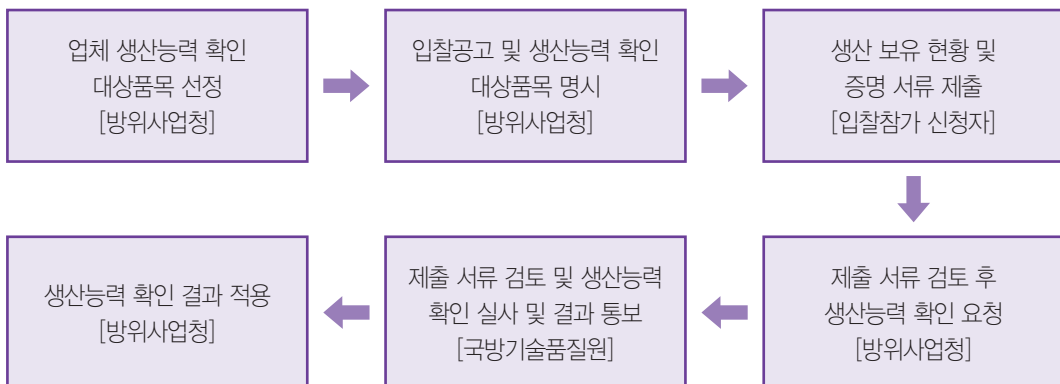 업체 생산능력 확인
대상품목 선정
[방위사업청]
입찰공고 및 생산능력 확인
대상품목 명시
[방위사업청]
생산 보유 현황 및
증명 서류 제출
[입찰참가 신청자]
제출 서류 검토 후
생산능력 확인 요청
[방위사업청]
제출 서류 검토 및 생산능력
확인 실사 및 결과 통보
[국방기술품질원]
생산능력 확인 결과 적용
[방위사업청]